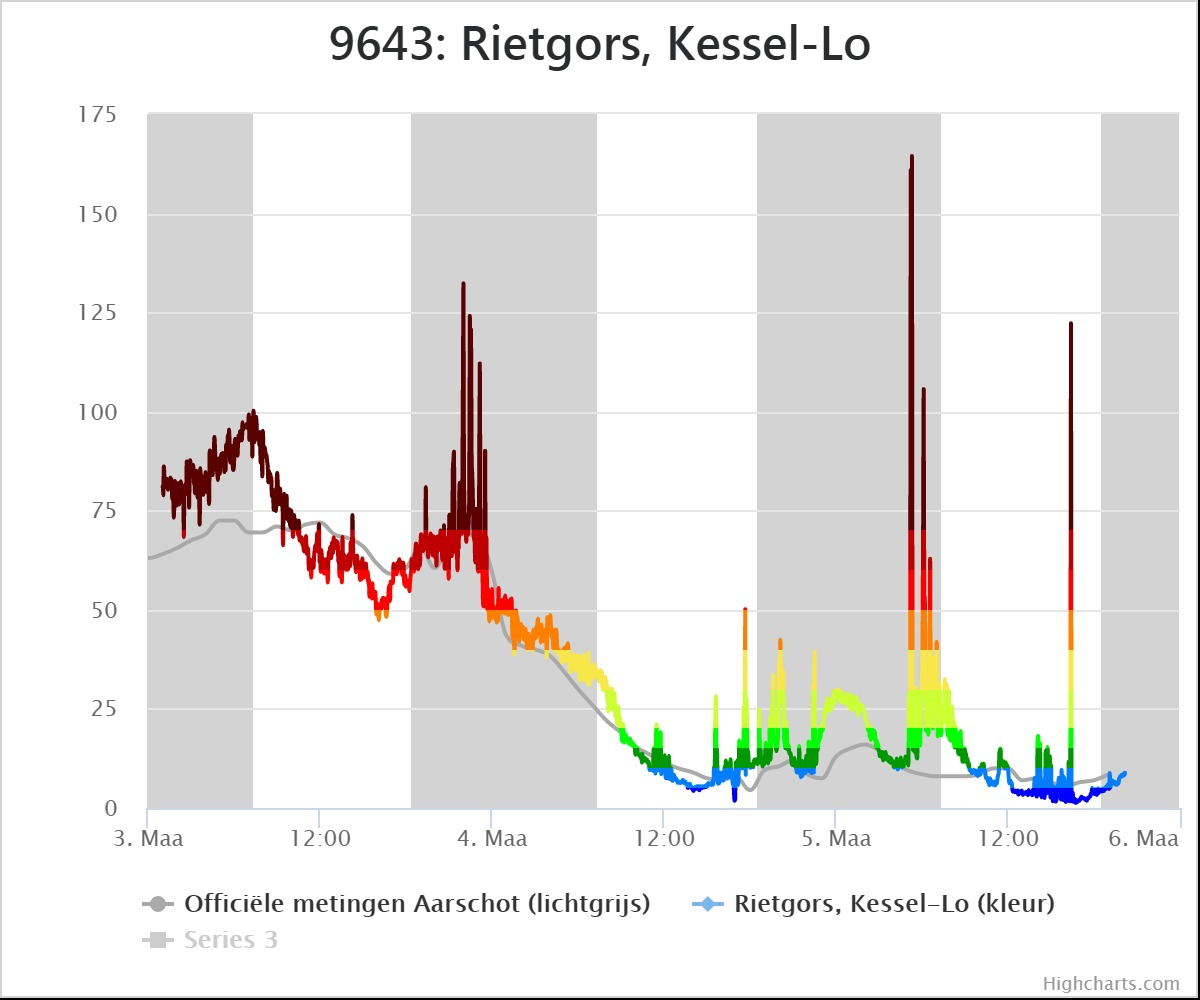 9643: Rietgors, Kessel-Lo
175
150
125
100
75
50
25
0
3. Maa 12:00 4. Maa 12:00 5. Maa 12:00 6. Maa
Officiële metingen Aarschot (lichtgrijs) Rietgors, Kessel-Lo (kleur)
Series 3
Highcharts.com